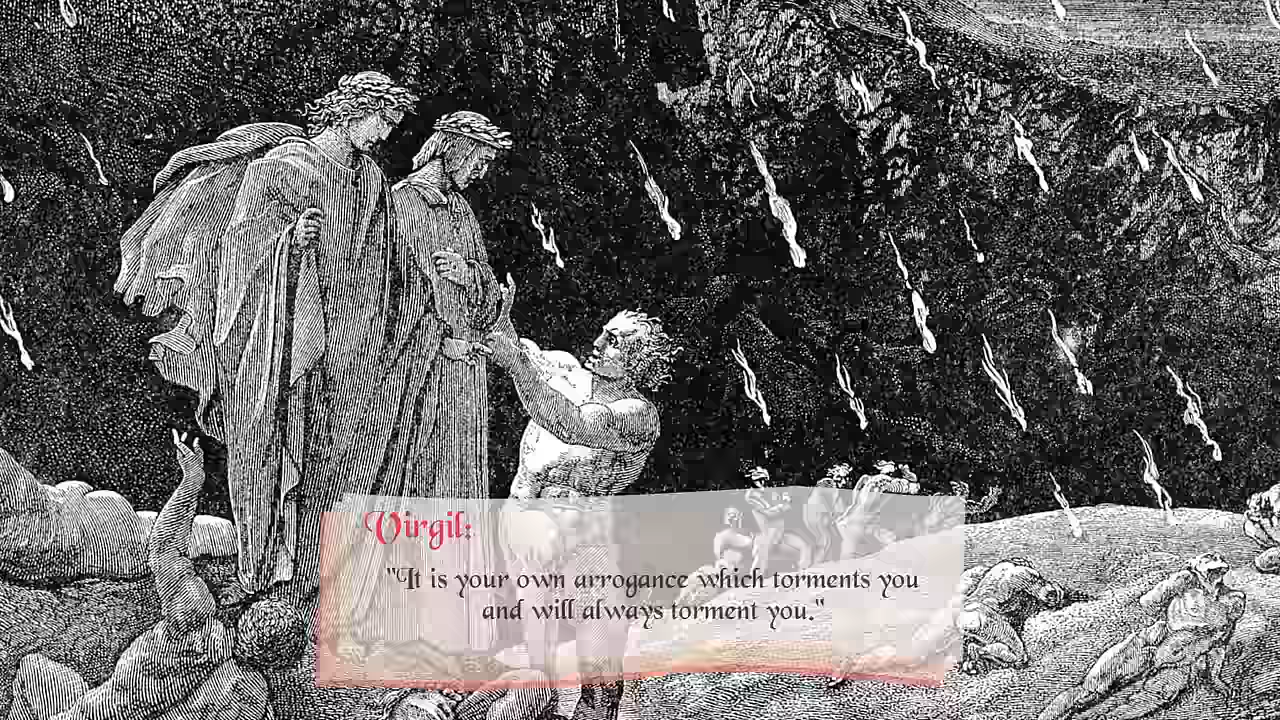 Virgil:
"It is your own arrogance which torments you
and will always torment you."